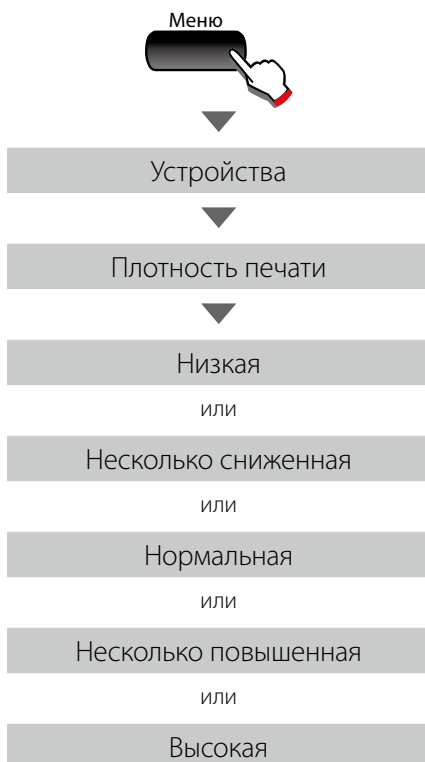 Меню
Устройства
Плотность печати
Низкая
или
Несколько сниженная
или
Нормальная
или
Несколько повышенная
или
Высокая